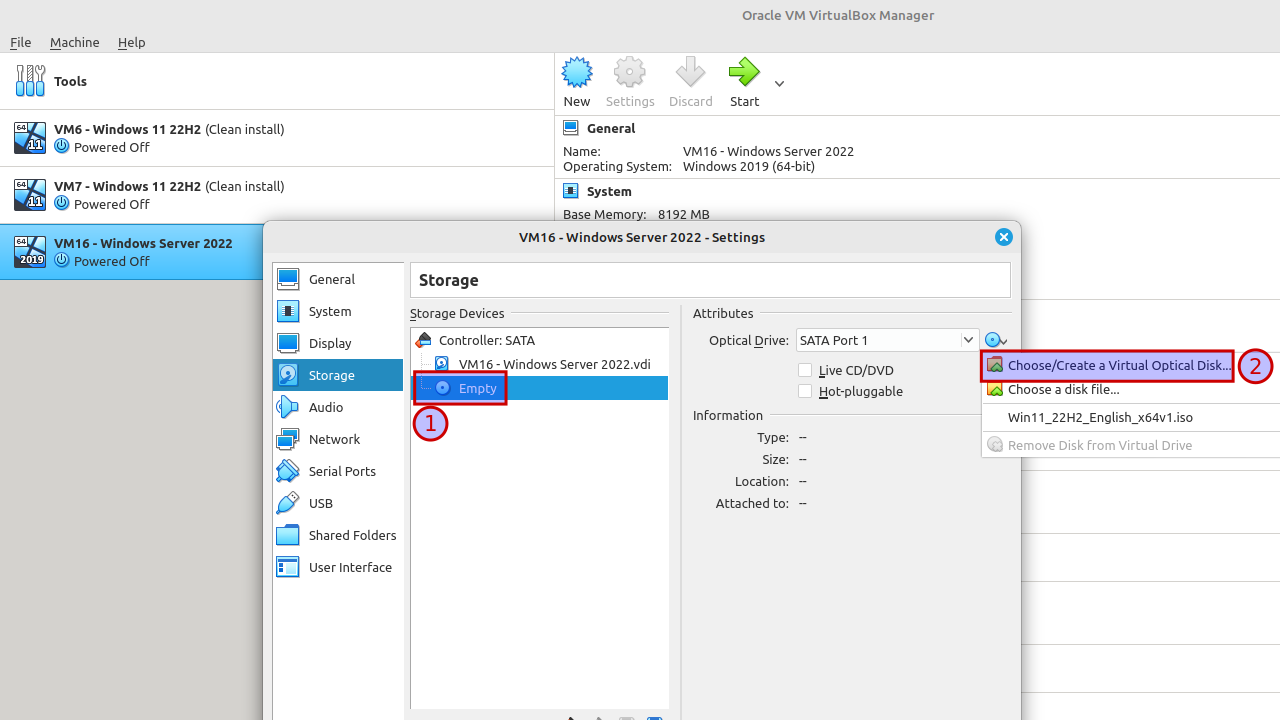 Oracle VM VirtualBox Manager
File Machine Help
Tools
New Settings Discard Start
General
Name: VM16 - Windows Server 2022
Operating System: Windows 2019 (64-bit)
System
Base Memory: 8192 MB
64 11 VM6 - Windows 11 22H2 (Clean install)
Powered Off
64 11 VM7 - Windows 11 22H2 (Clean install)
Powered Off
64 2019 VM16 - Windows Server 2022
Powered Off
VM16 - Windows Server 2022 - Settings
General
System
Display
Storage
Audio
Network
Serial Ports
USB
Shared Folders
User Interface
Storage
Storage Devices
Controller: SATA
VM16 - Windows Server 2022.vdi
Empty
1
Attributes
Optical Drive: SATA Port 1
Live CD/DVD
Hot-pluggable
Information
Type: --
Size: --
Location: --
Attached to: --
Choose/Create a Virtual Optical Disk...
2
Choose a disk file...
Win11_22H2_English_x64v1.iso
Remove Disk from Virtual Drive